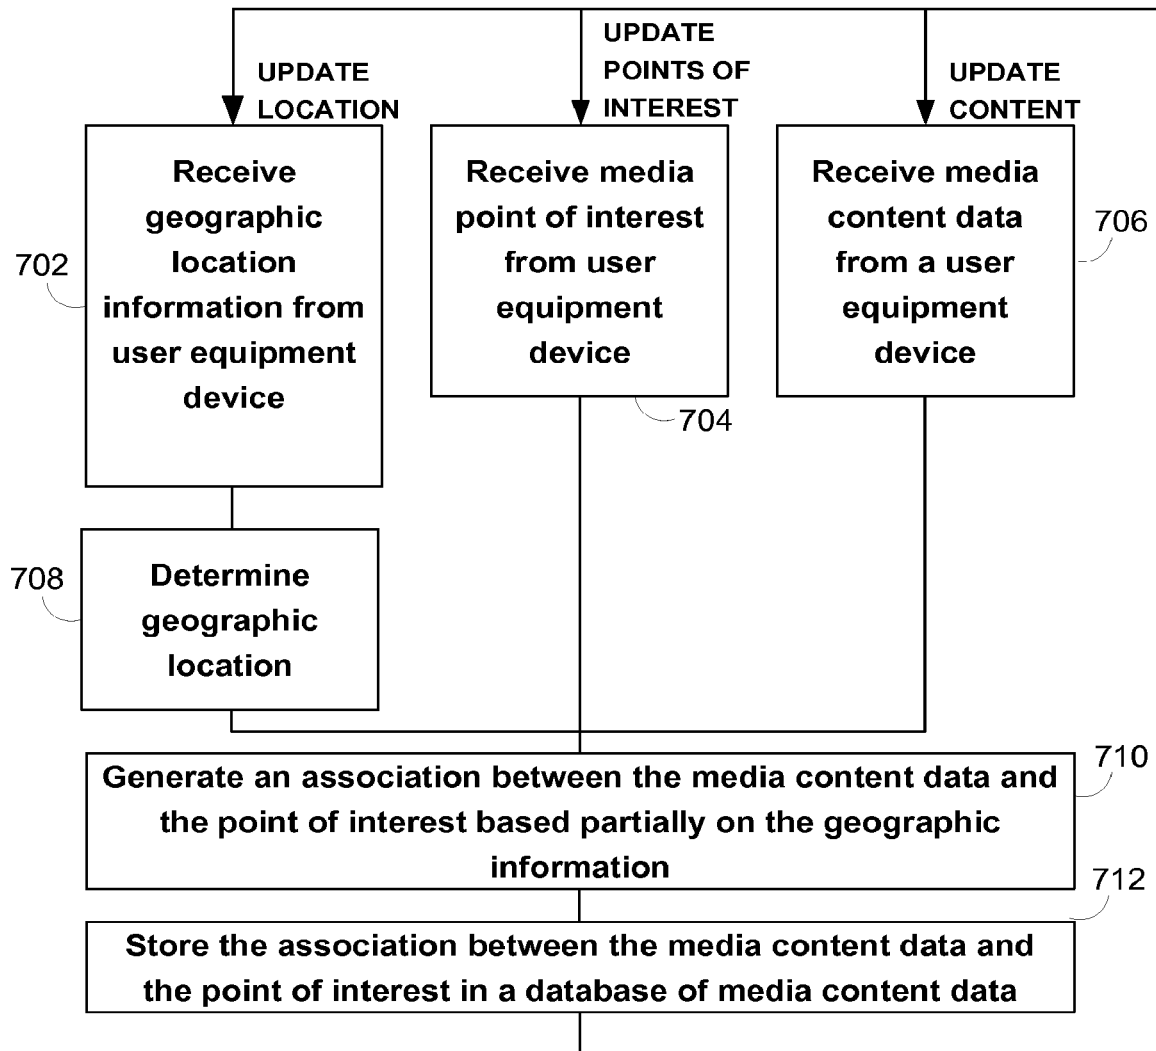 UPDATE
LOCATION
UPDATE
POINTS OF
INTEREST
UPDATE
CONTENT
Receive
geographic
location
information from
user equipment
device
702
Receive media
point of interest
from user
equipment
device
704
Receive media
content data
from a user
equipment
device
706
708
Determine
geographic
location
Generate an association between the media content data and
the point of interest based partially on the geographic
information
710
712
Store the association between the media content data and
the point of interest in a database of media content data